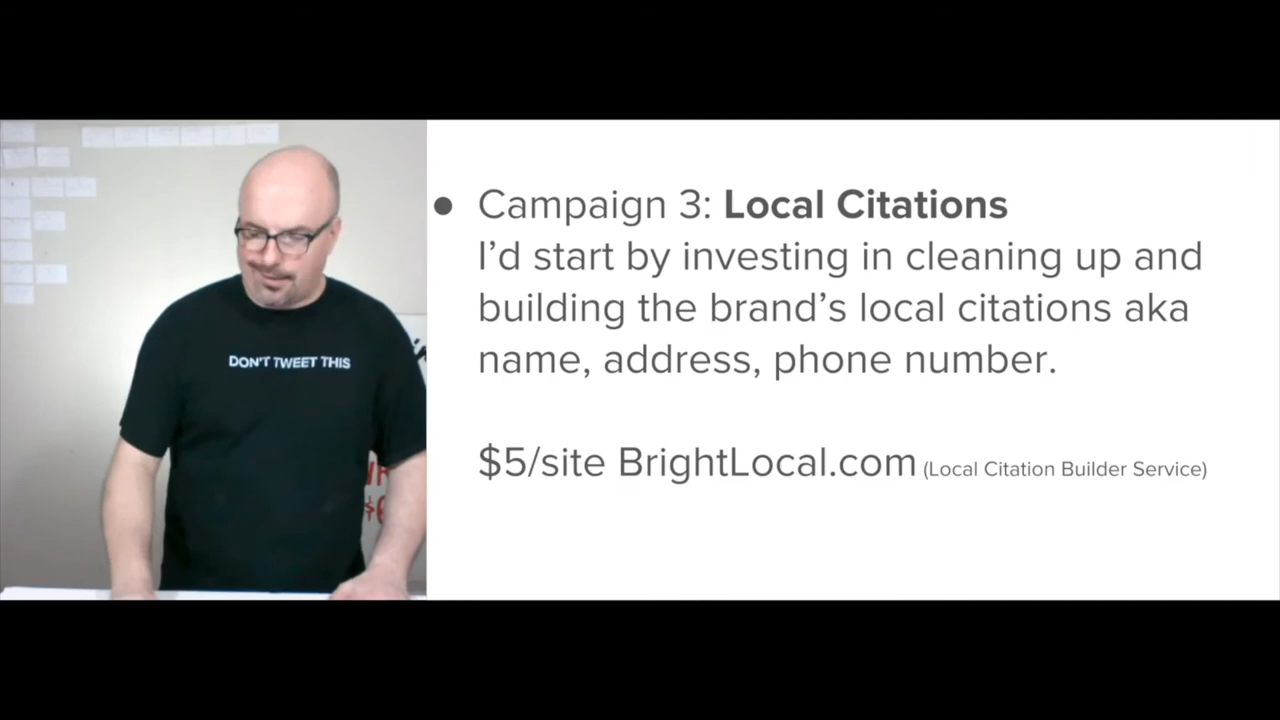 DON'T TWEET THIS
● Campaign 3: Local Citations
I’d start by investing in cleaning up and
building the brand’s local citations aka
name, address, phone number.
$5/site BrightLocal.com (Local Citation Builder Service)